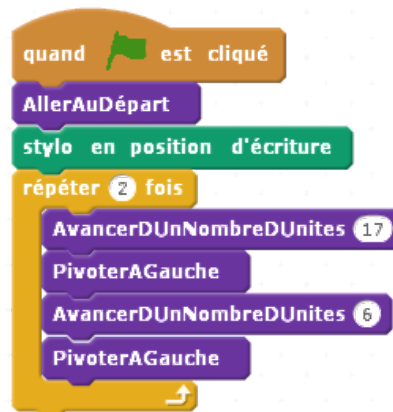 quand est cliqué
AllerAuDépart
stylo en position d'écriture
répéter 2 fois
AvancerDUnNombreDUnites 17
PivoterAGauche
AvancerDUnNombreDUnites 6
PivoterAGauche